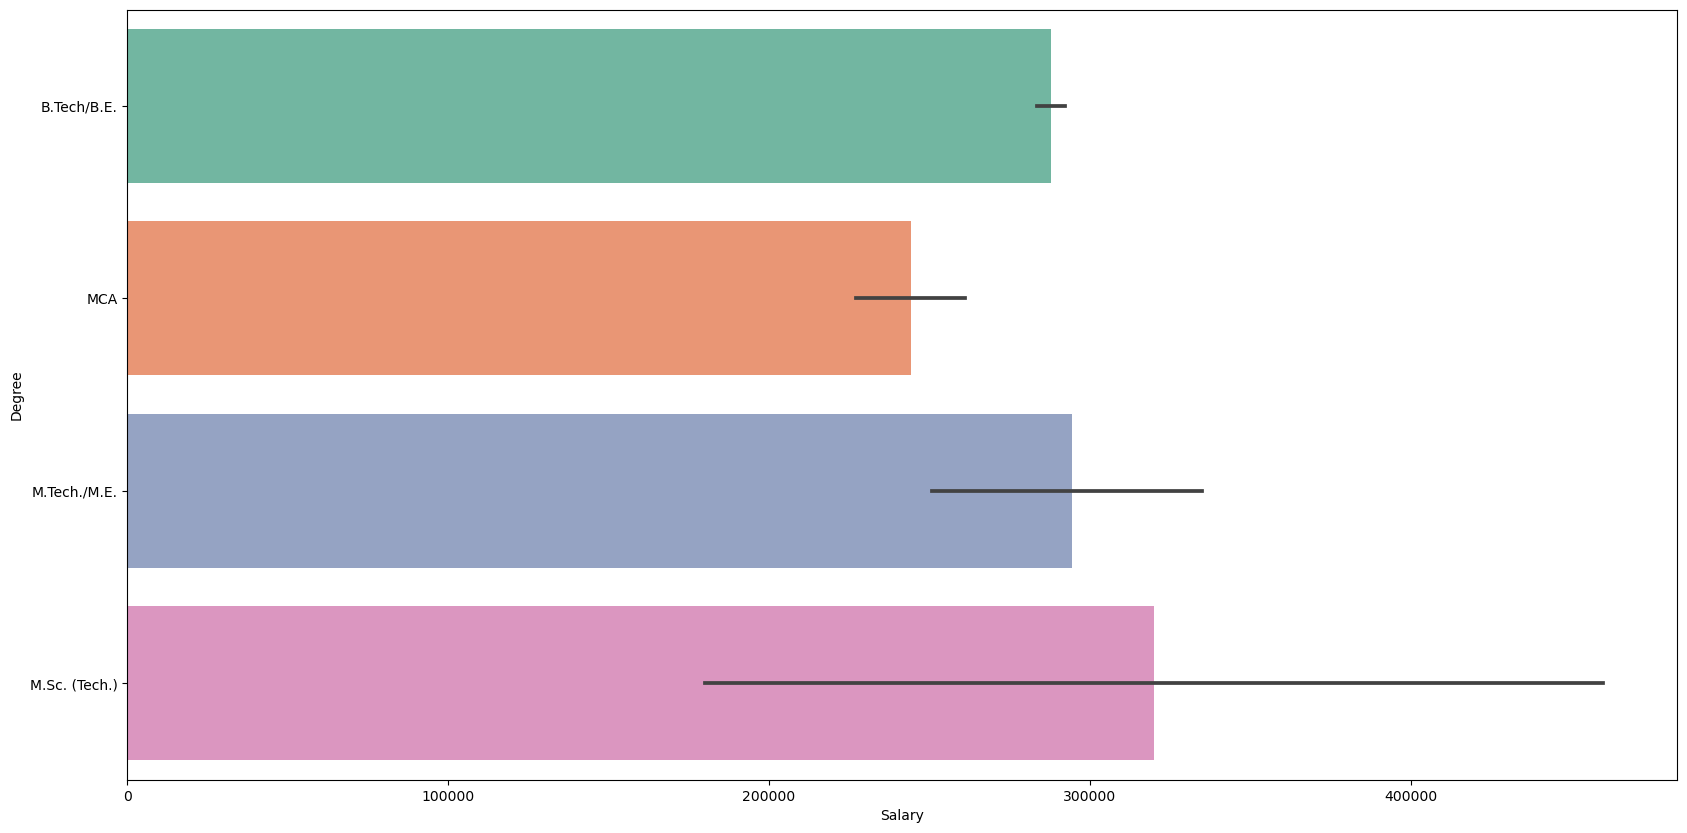 Degree
B.Tech/B.E.
MCA
M.Tech./M.E.
M.Sc. (Tech.)
0 100000 200000 300000 400000
Salary